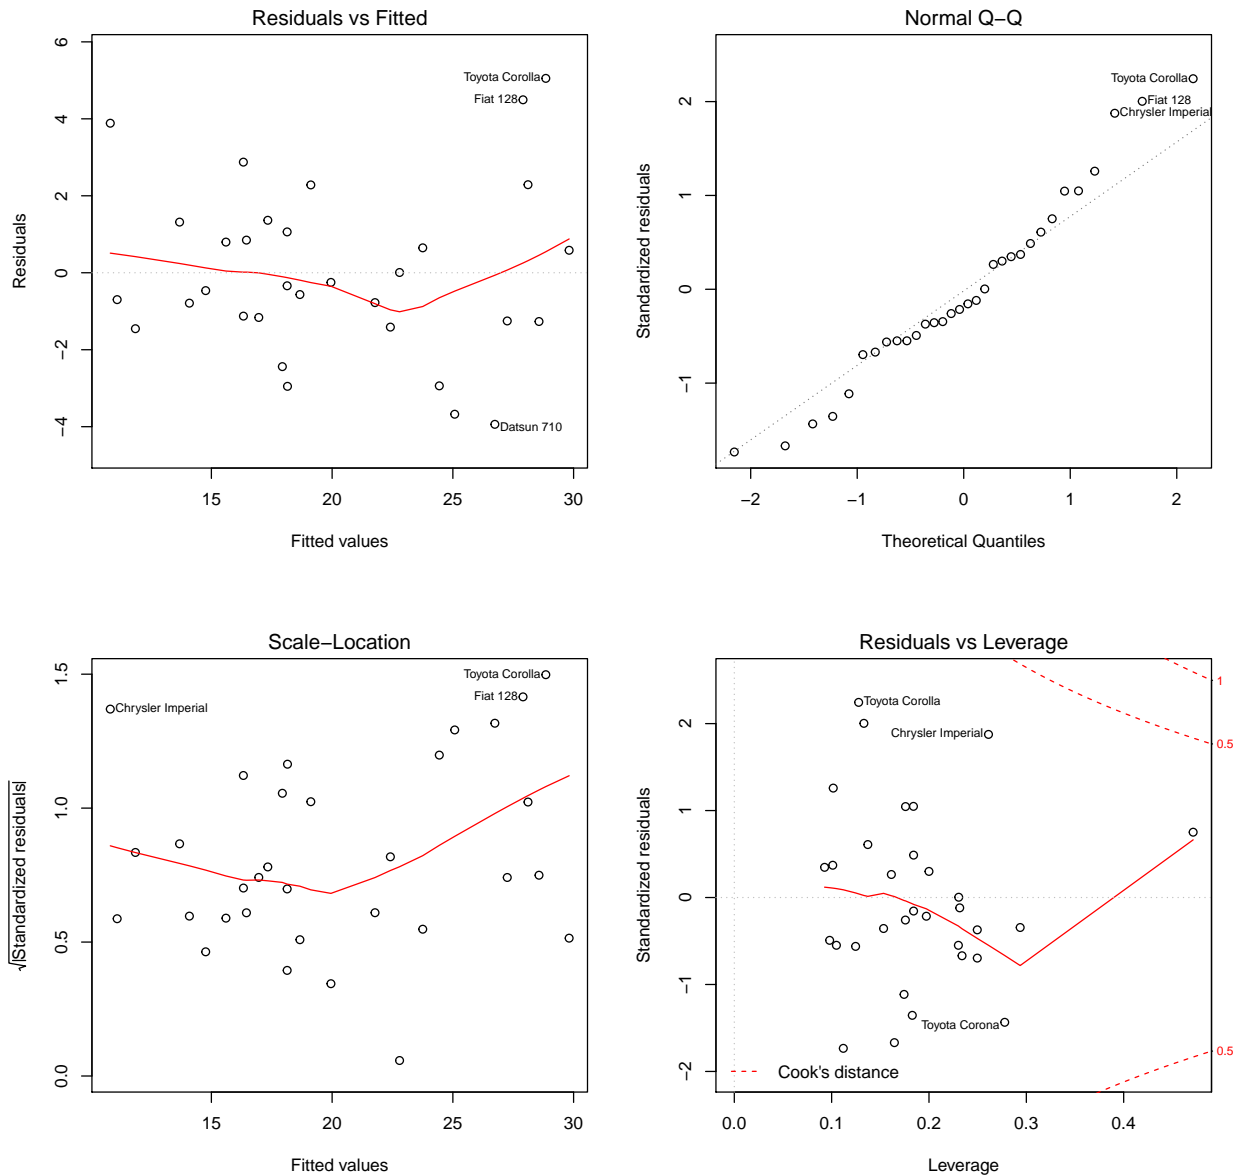 Residuals vs Fitted
Residuals
6
4
2
0
−2
−4
Toyota Corolla
Fiat 128
Datsun 710
15 20 25 30
Fitted values
Normal Q−Q
Standardized residuals
2
1
0
−1
Toyota Corolla
Fiat 128
Chrysler Imperial
−2 −1 0 1 2
Theoretical Quantiles
Scale−Location
√|Standardized residuals|
1.5
1.0
0.5
0.0
Toyota Corolla
Fiat 128
Chrysler Imperial
15 20 25 30
Fitted values
Residuals vs Leverage
Standardized residuals
2
1
0
−1
−2
Toyota Corolla
Chrysler Imperial
Toyota Corona
1
0.5
0.5
Cook's distance
0.0 0.1 0.2 0.3 0.4
Leverage